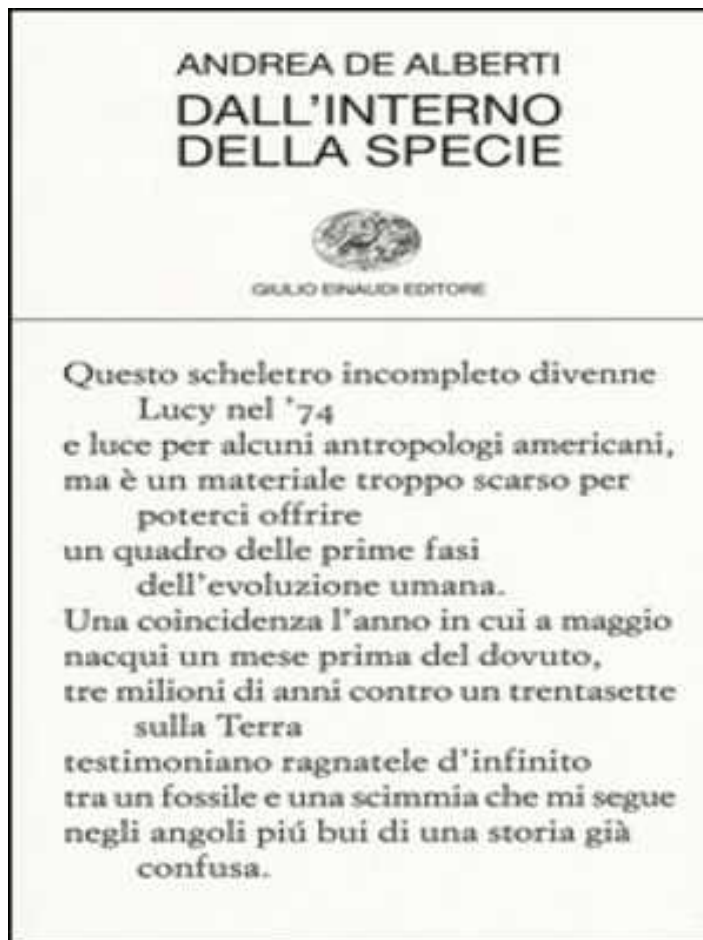 ANDREA DE ALBERTI
DALL'INTERNO
DELLA SPECIE
GIULIO EINAUDI EDITORE
Questo scheletro incompleto divenne
Lucy nel '74
e luce per alcuni antropologi americani,
ma è un materiale troppo scarso per
poterci offrire
un quadro delle prime fasi
dell'evoluzione umana.
Una coincidenza l'anno in cui a maggio
nacqui un mese prima del dovuto,
tre milioni di anni contro un trentasette
sulla Terra
testimoniano ragnatele d'infinito
tra un fossile e una scimmia che mi segue
negli angoli piú bui di una storia già
confusa.